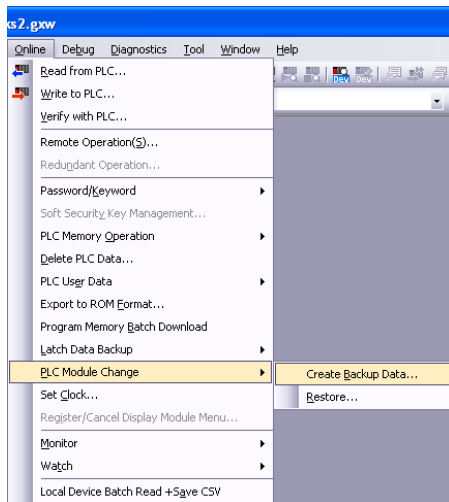 ks2.gxw
Online Debug Diagnostics Tool Window Help
Read from PLC...
Write to PLC...
Verify with PLC...
Remote Operation(S)...
Redundant Operation...
Password/Keyword
Soft Security Key Management...
PLC Memory Operation
Delete PLC Data...
PLC User Data
Export to ROM Format...
Program Memory Batch Download
Latch Data Backup
PLC Module Change
Create Backup Data...
Set Clock...
Restore...
Register/Cancel Display Module Menu...
Monitor
Watch
Local Device Batch Read +Save CSV
Dev
Dev